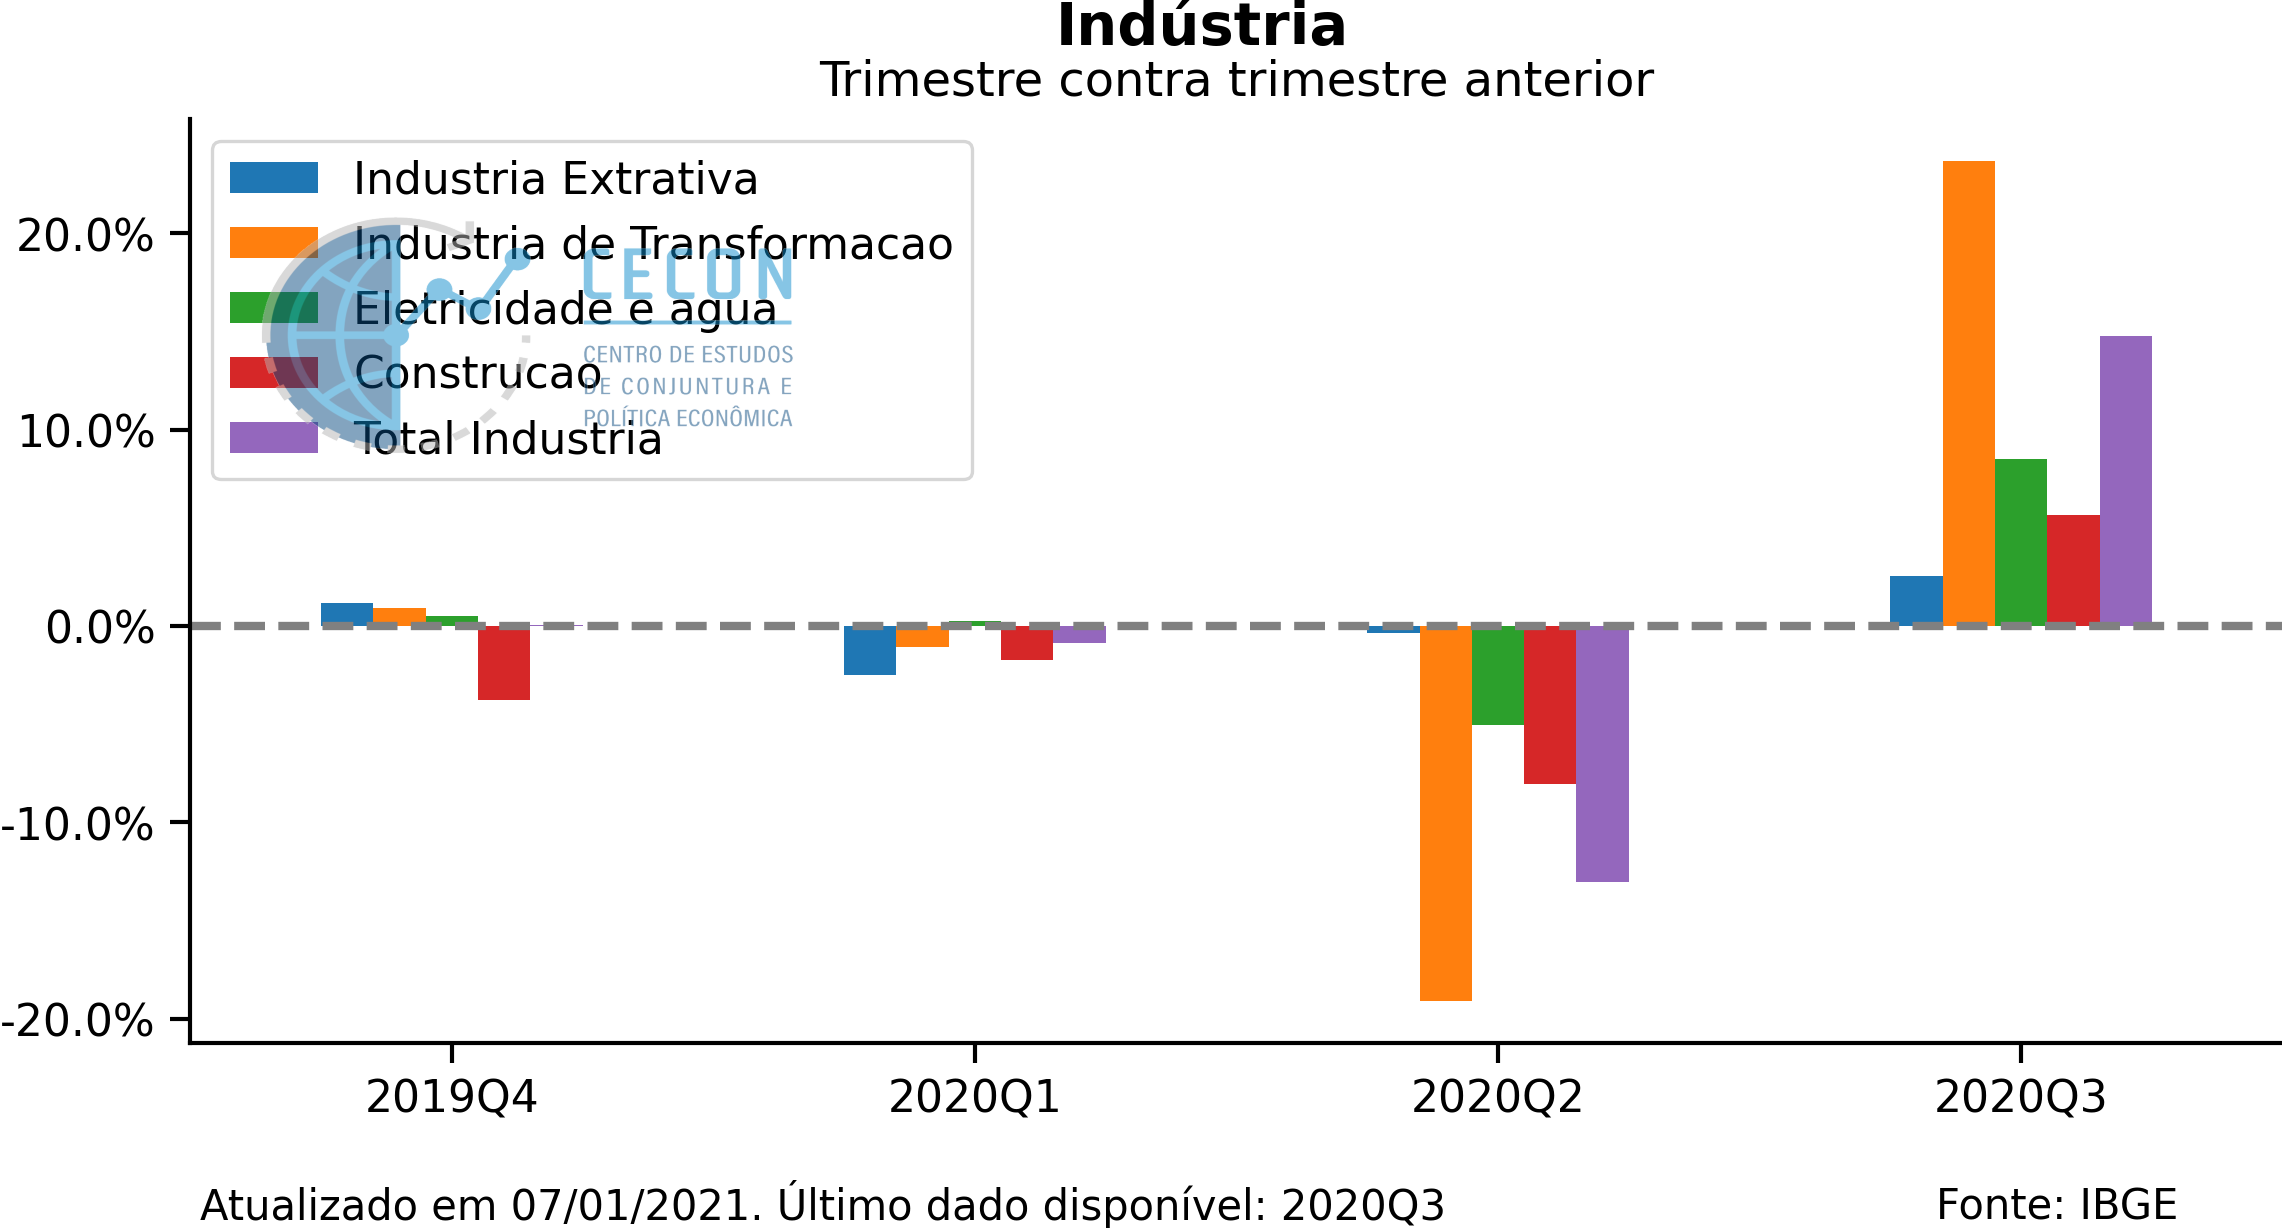 Indústria
Trimestre contra trimestre anterior
Industria Extrativa
Industria de Transformacao
Eletricidade e agua
Construcao
Total Industria
CECON
CENTRO DE ESTUDOS
DE CONJUNTURA E
POLÍTICA ECONÔMICA
20.0%
10.0%
0.0%
-10.0%
-20.0%
2019Q4 2020Q1 2020Q2 2020Q3
Atualizado em 07/01/2021. Último dado disponível: 2020Q3 Fonte: IBGE